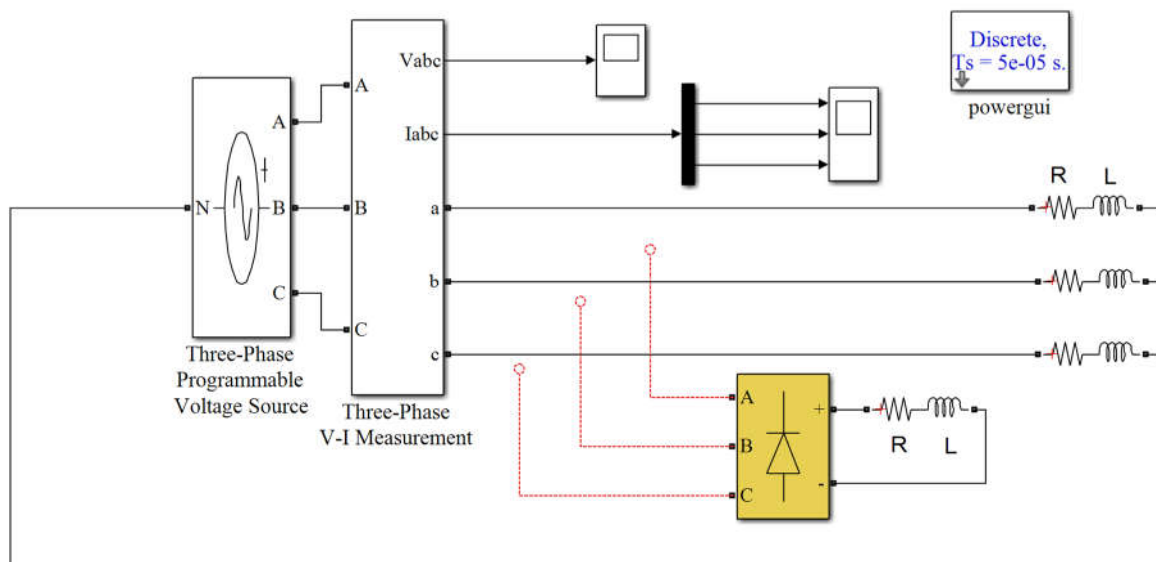 Discrete,
Ts = 5e-05 s.
powergui
Vabc
Iabc
A
A
N
B
B
C
C
a
b
c
R L
Three-Phase
Programmable
Voltage Source
Three-Phase
V-I Measurement
A
B
C
+
-
R L